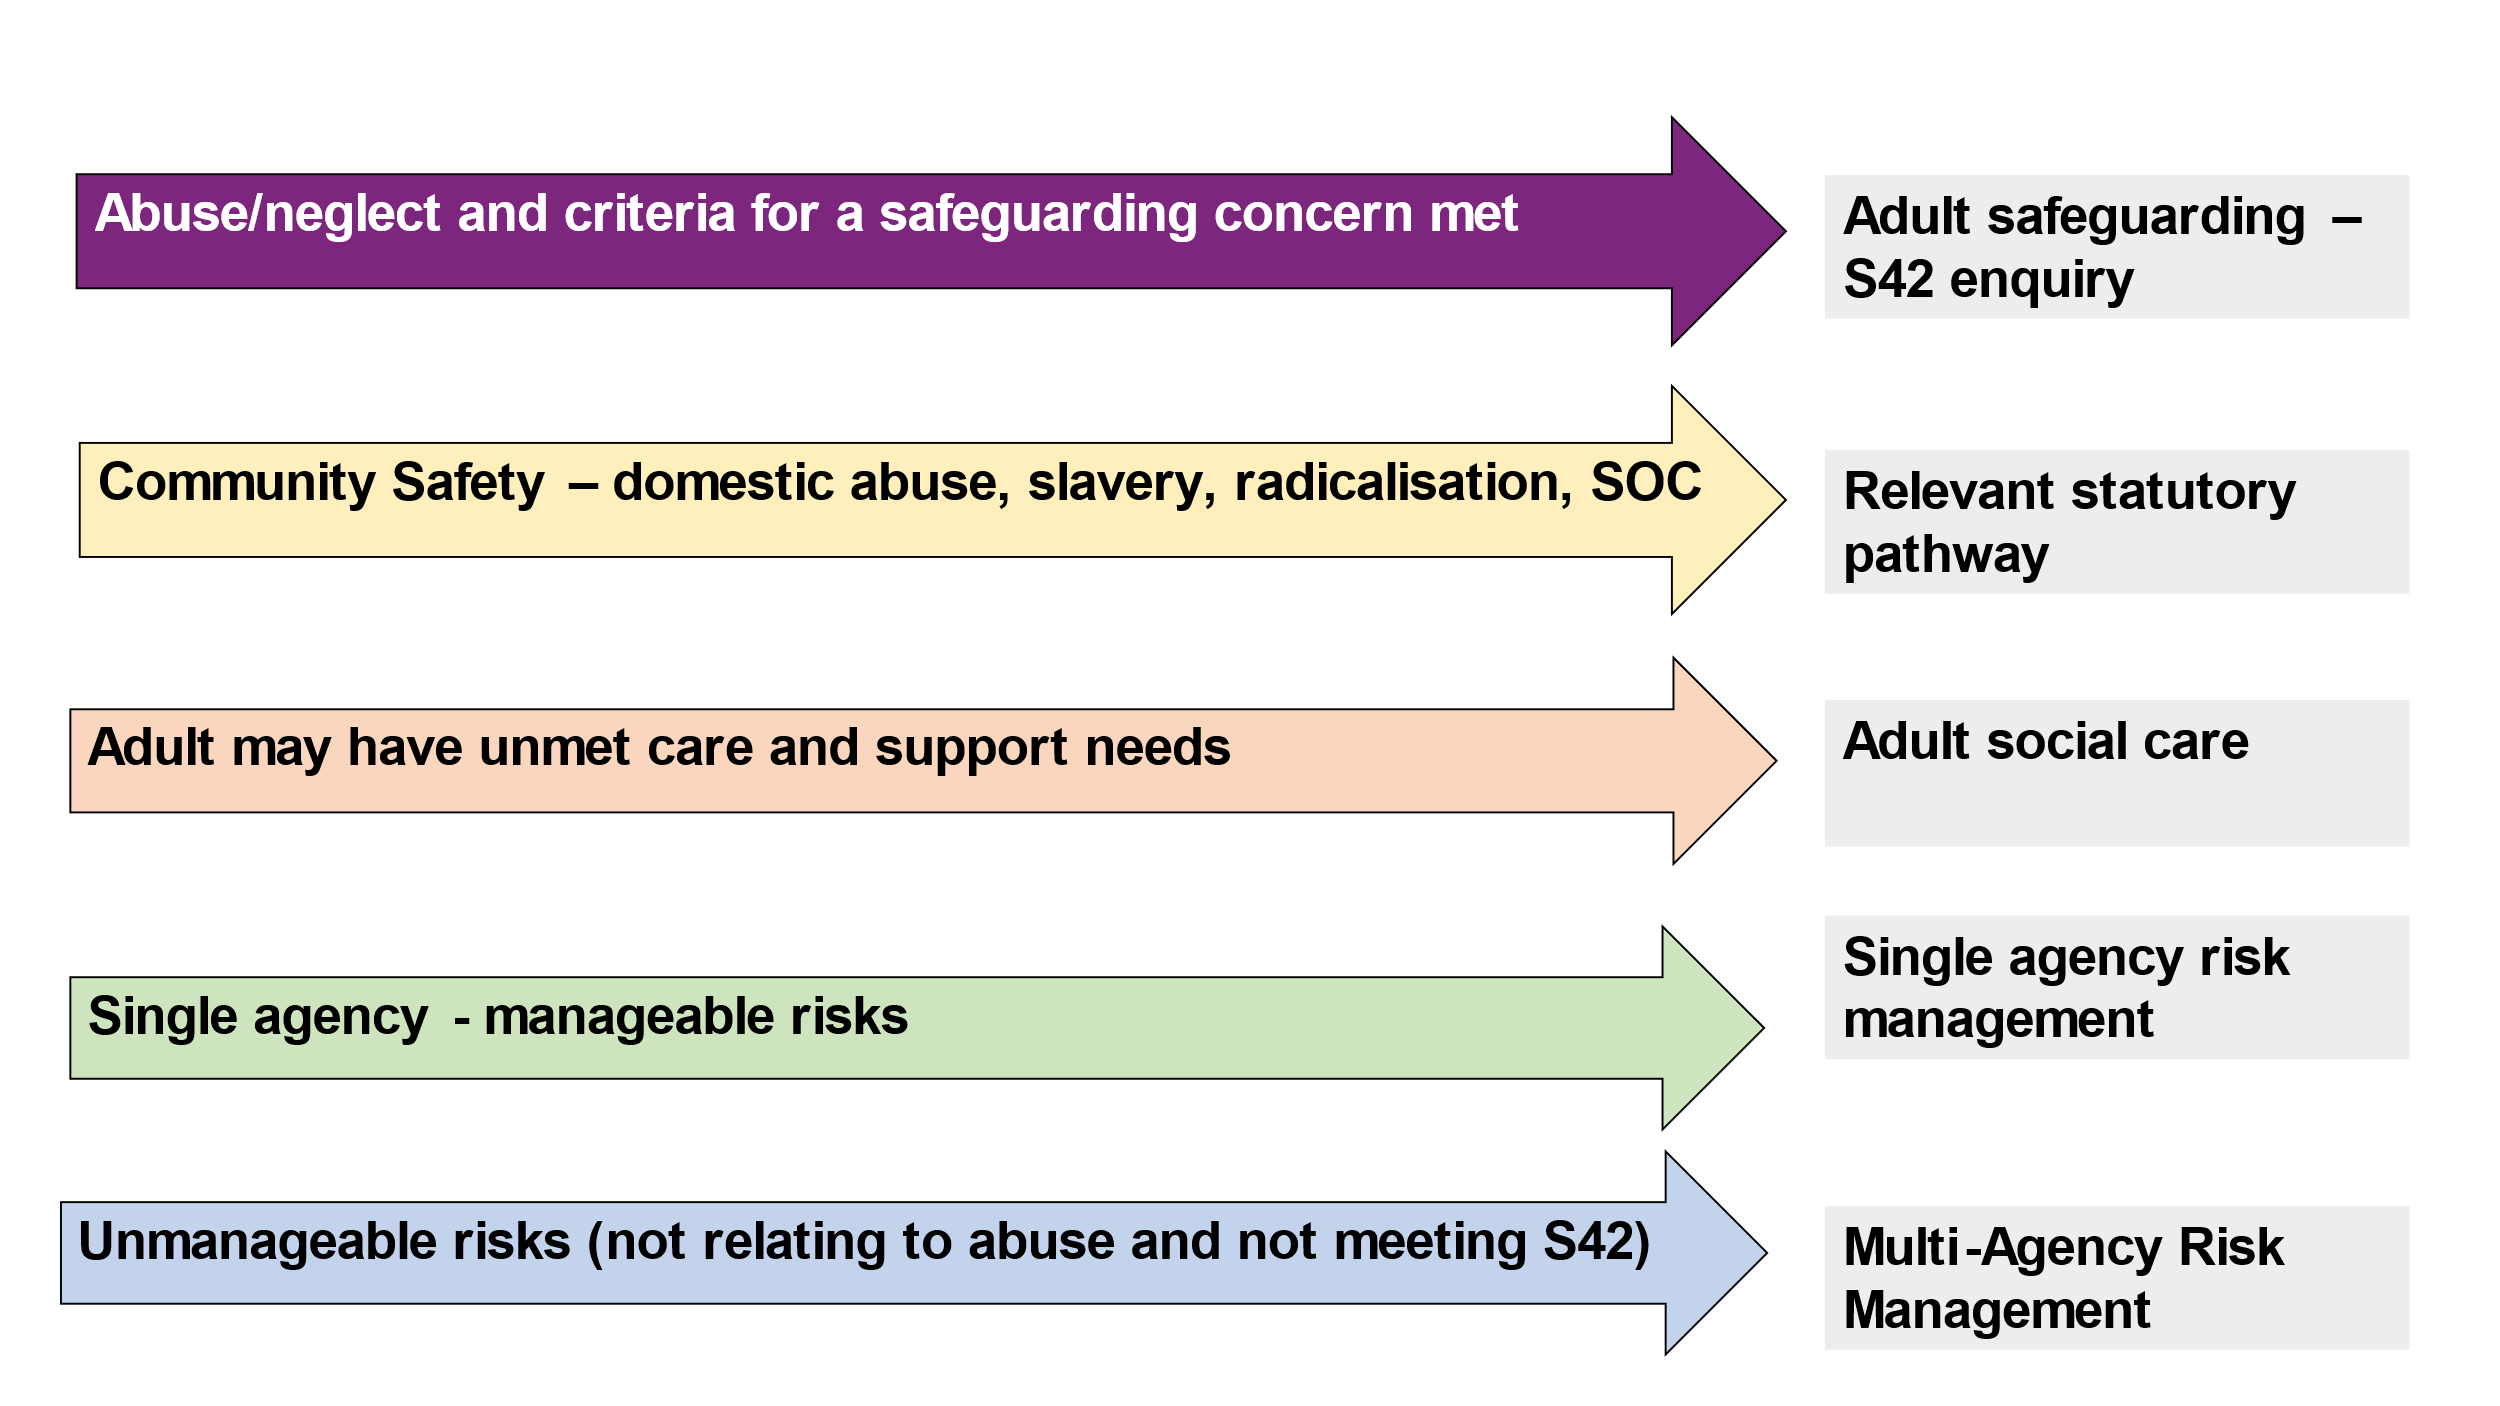 Abuse/neglect and criteria for a safeguarding concern met
Adult safeguarding –
S42 enquiry
Community Safety – domestic abuse, slavery, radicalisation, SOC
Relevant statutory
pathway
Adult may have unmet care and support needs
Adult social care
Single agency - manageable risks
Single agency risk
management
Unmanageable risks (not relating to abuse and not meeting S42)
Multi-Agency Risk
Management